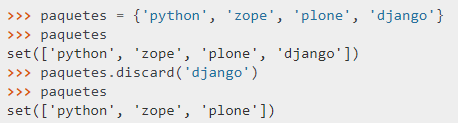 >>> paquetes = {'python', 'zope', 'plone', 'django'}
>>> paquetes
set(['python', 'zope', 'plone', 'django'])
>>> paquetes.discard('django')
>>> paquetes
set(['python', 'zope', 'plone'])